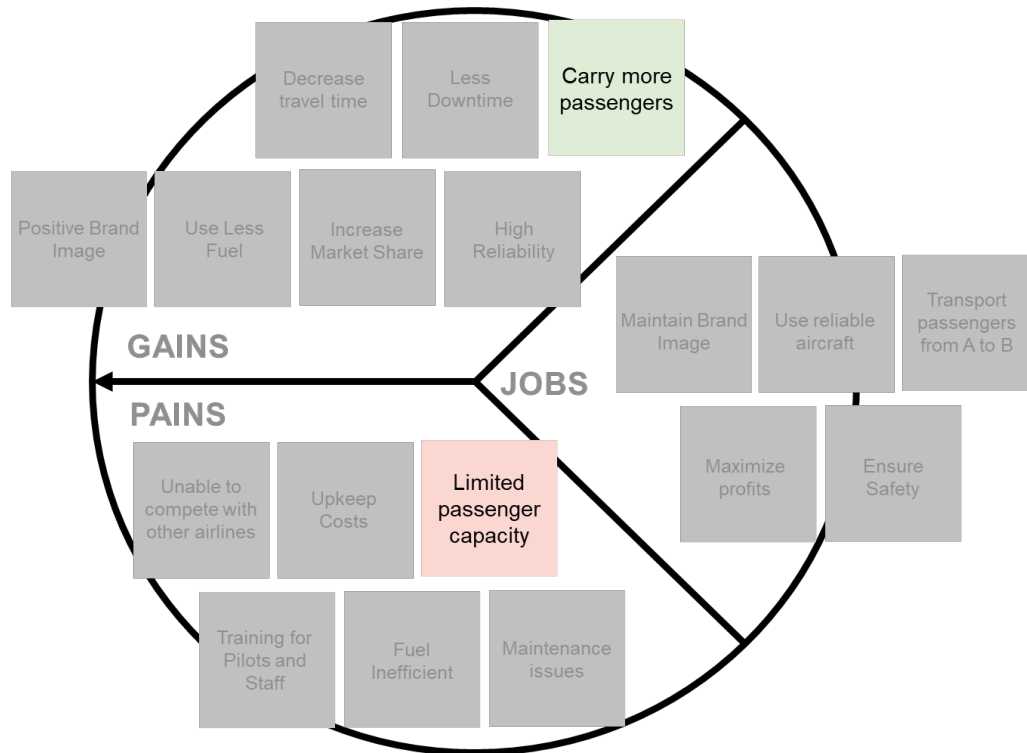 Decrease
travel time
Less
Downtime
Carry more
passengers
Positive Brand
Image
Use Less
Fuel
Increase
Market Share
High
Reliability
GAINS
JOBS
Maintain Brand
Image
Use reliable
aircraft
Transport
passengers
from A to B
Maximize
profits
Ensure
Safety
PAINS
Unable to
compete with
other airlines
Upkeep
Costs
Limited
passenger
capacity
Training for
Pilots and
Staff
Fuel
Inefficient
Maintenance
issues